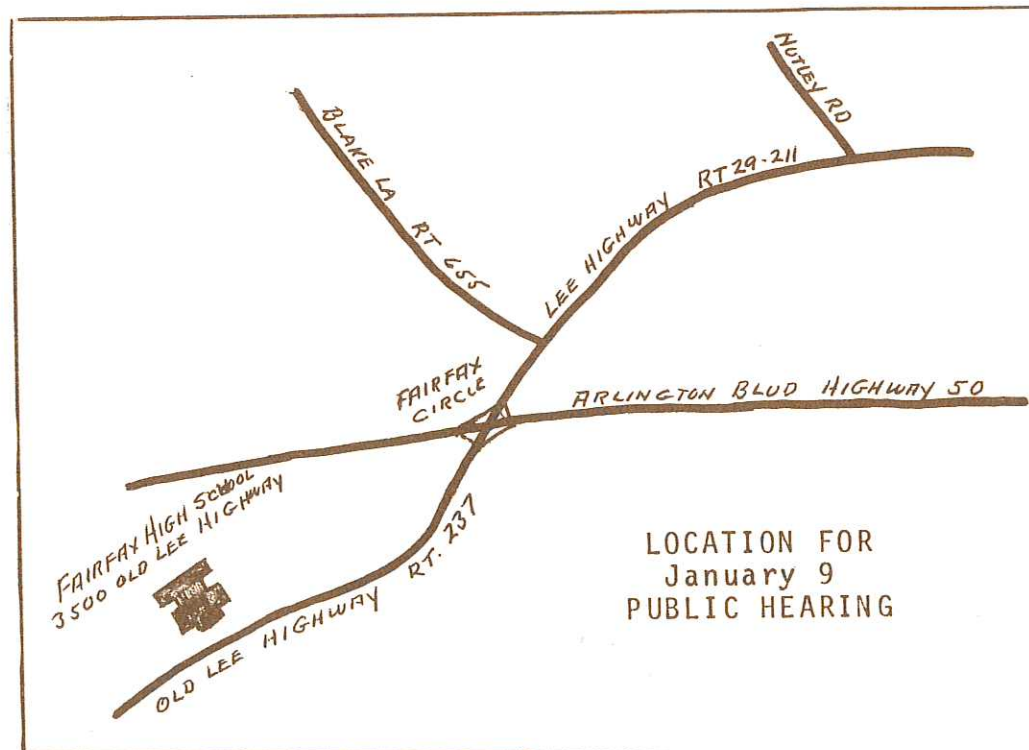 NUTLEY RD
BLAKE LA RT 655
LEE HIGHWAY RT 29-211
FAIRFAX
CIRCLE
ARLINGTON BLVD HIGHWAY 50
FAIRFAX HIGH SCHOOL
3500 OLD LEE HIGHWAY
OLD LEE HIGHWAY RT. 237
LOCATION FOR
January 9
PUBLIC HEARING